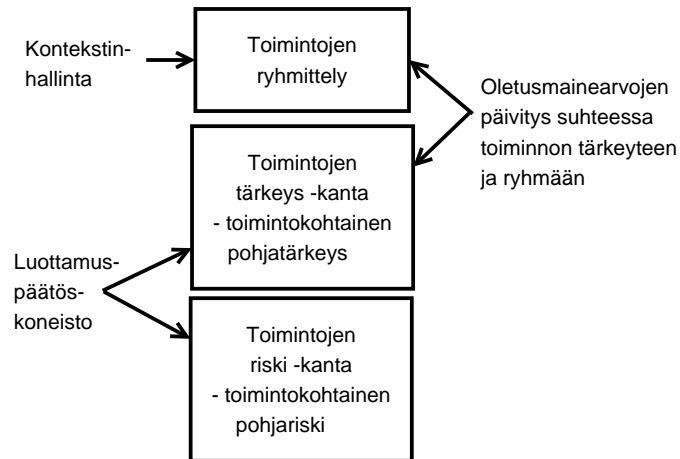 Kontekstin-
hallinta
Toimintojen
ryhmittely
Oletusmainearvojen
päivitys suhteessa
toiminnon tärkeyteen
ja ryhmään
Toimintojen
tärkeys -kanta
- toimintokohtainen
pohjatärkeys
Luottamus-
päätös-
koneisto
Toimintojen
riski -kanta
- toimintokohtainen
pohjariski